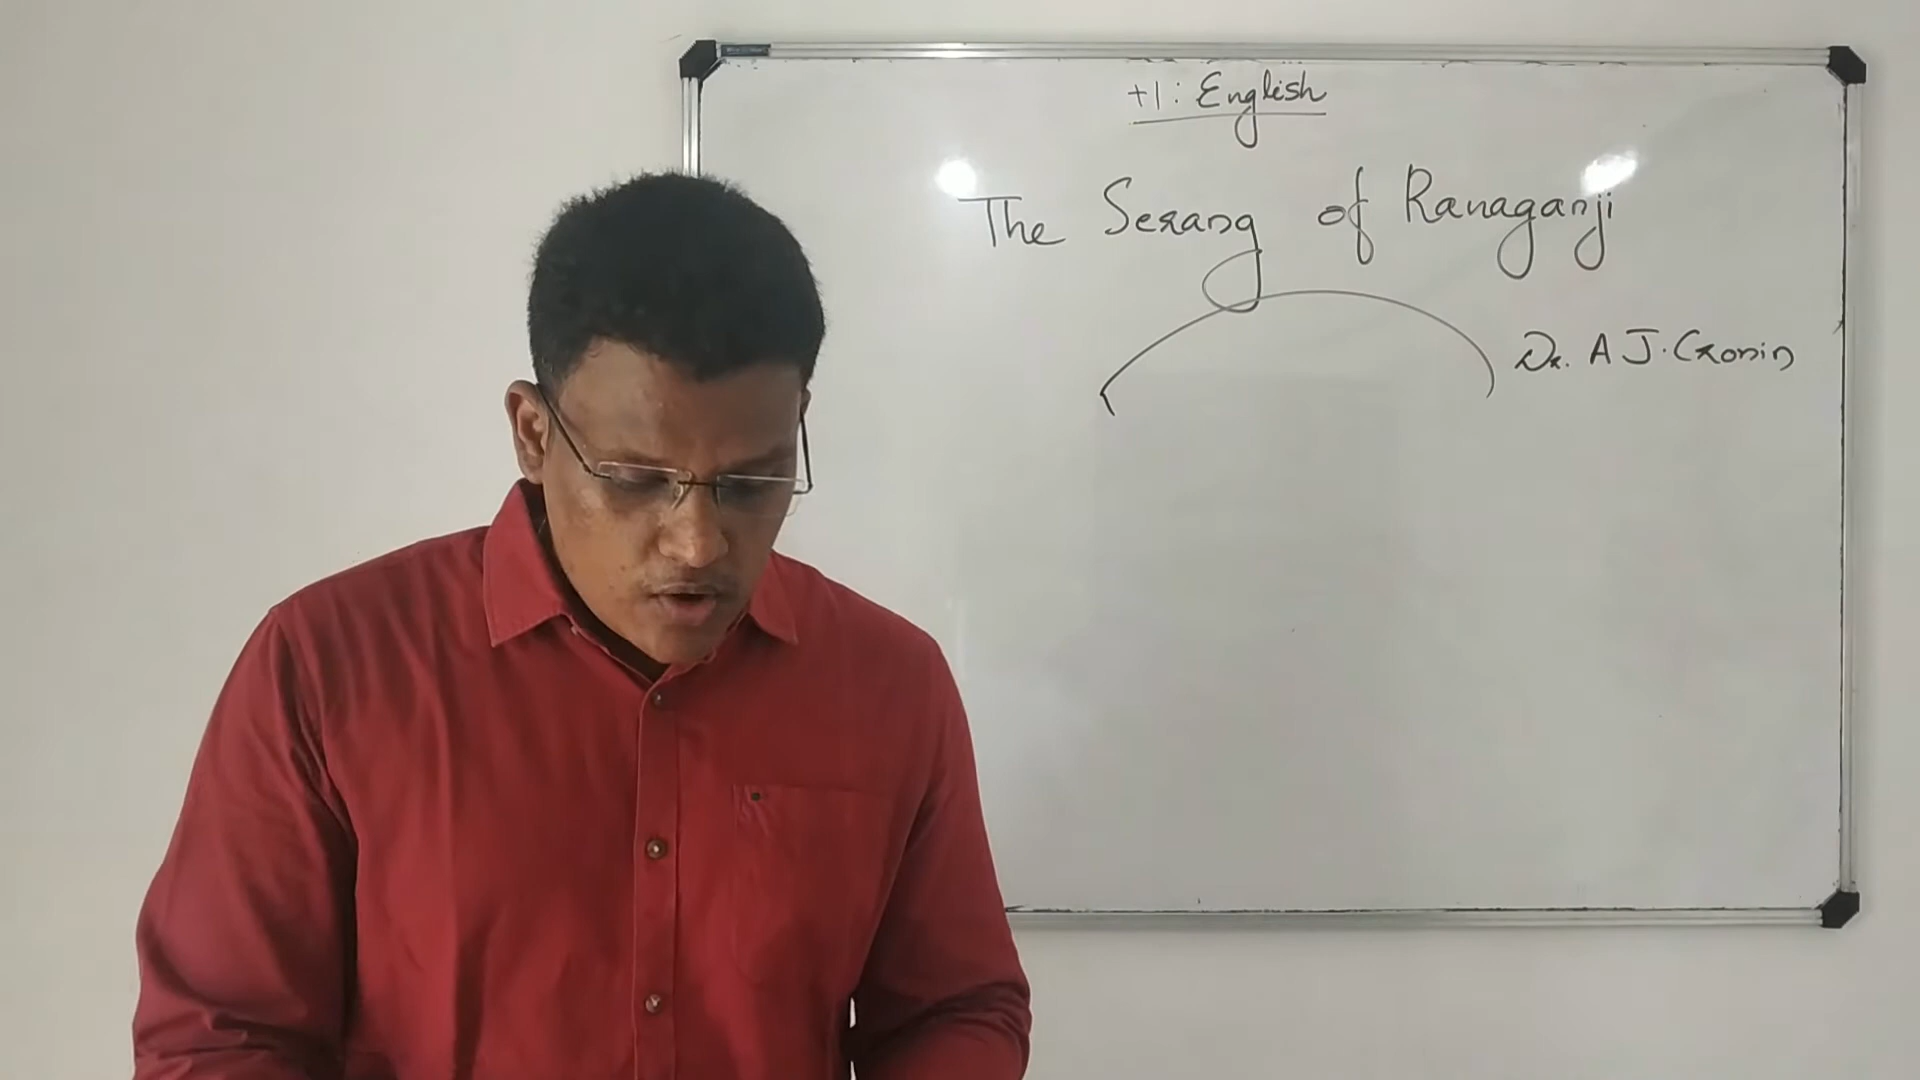 +1: English
The Serang of Ranaganji
Dr. A J. Cronin